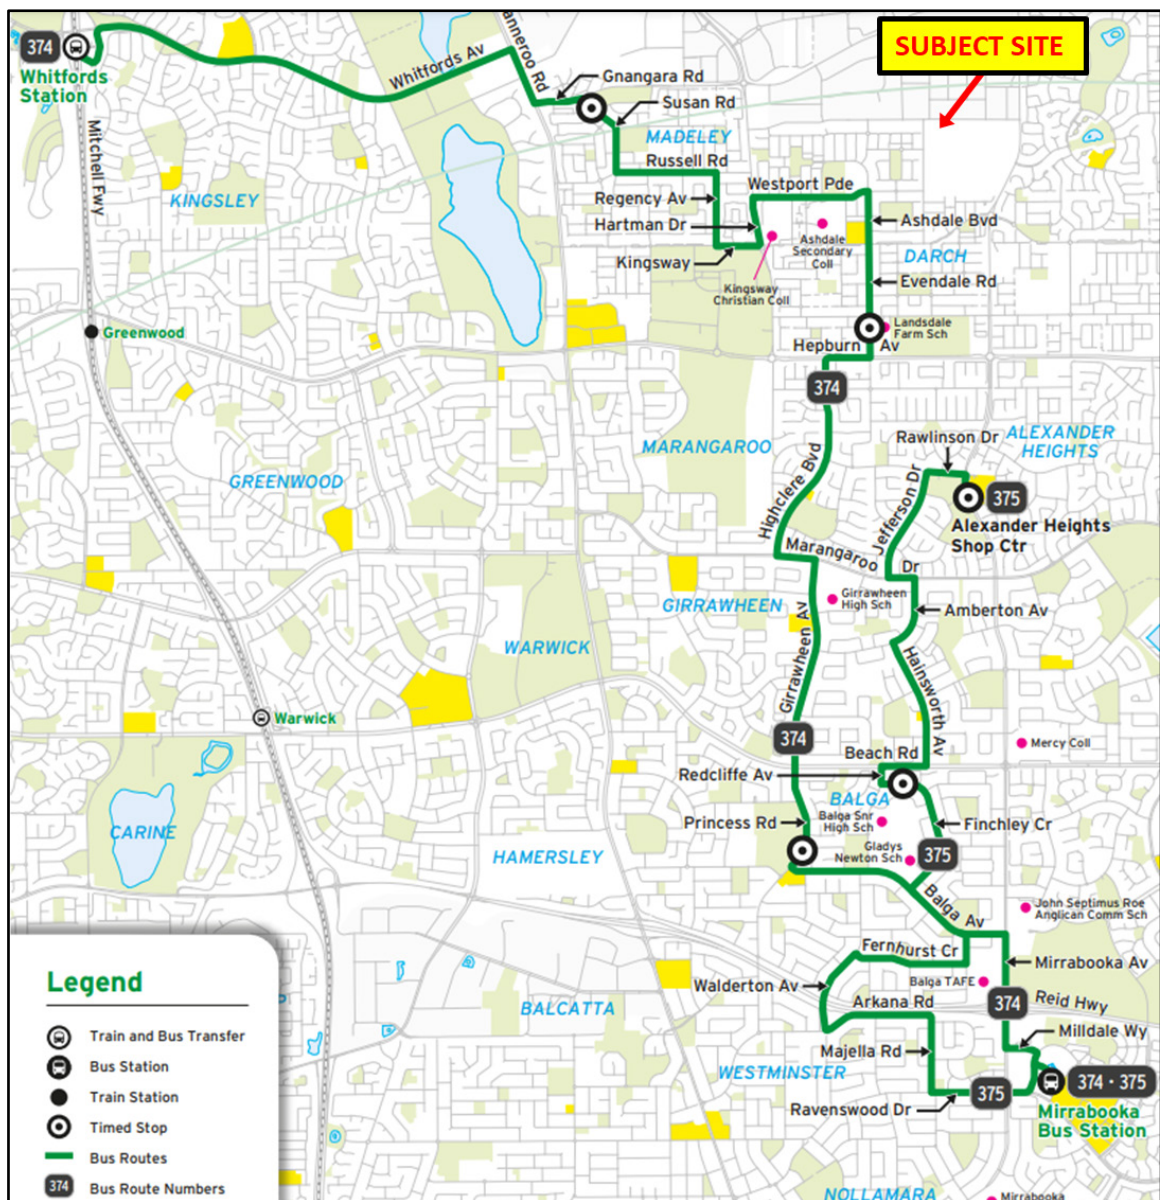 SUBJECT SITE
374
Whitfords
Station
Whitfords Av
anneroo Rd
Gnangara Rd
Susan Rd
MADELEY
Russell Rd
Westport Pde
Regency Av
Hartman Dr
Kingsway
Ashdale Bvd
Ashdale
Secondary
Coll
DARCH
Evendale Rd
Kingsway
Christian Coll
Mitchell Fwy
KINGSLEY
Greenwood
Landsdale
Farm Sch
Hepburn Av
374
MARANGAROO
Rawlinson Dr
ALEXANDER
HEIGHTS
GREENWOOD
Highclere Bvd
Jefferson Dr
375
Alexander Heights
Shop Ctr
Marangaroo Dr
Girrawheen
High Sch
GIRRAWHEEN
Amberton Av
WARWICK
Girrawheen Av
Hainsworth Av
Warwick
374
Beach Rd
Mercy Coll
Redcliffe Av
BALGA
Princess Rd
Balga Snr
High Sch
Finchley Cr
CARINE
HAMERSLEY
Gladys
Newton Sch
375
Balga Av
John Septimus Roe
Anglican Comm Sch
Fernhurst Cr
Mirrabooka Av
Walderton Av
Balga TAFE
Arkana Rd
374
Reid Hwy
BALCATTA
Majella Rd
Milldale Wy
WESTMINSTER
374 · 375
Ravenswood Dr
375
Mirrabooka
Bus Station
NOLLAMARA
Mirrabooka
Legend
Train and Bus Transfer
Bus Station
Train Station
Timed Stop
Bus Routes
374 Bus Route Numbers